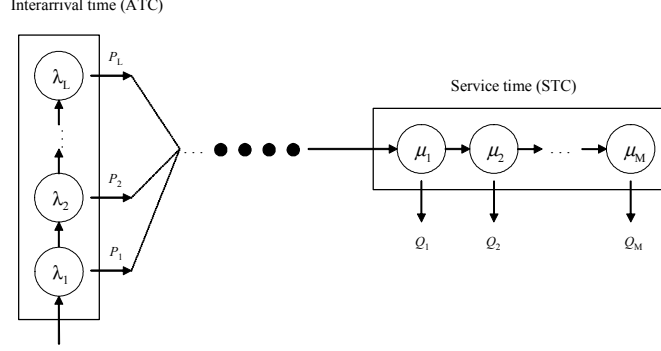 Interarrival time (ATC)
λL
PL
Service time (STC)
. . .
. . .
μ1
μ2
. . .
μM
λ2
P2
Q1
Q2
QM
λ1
P1